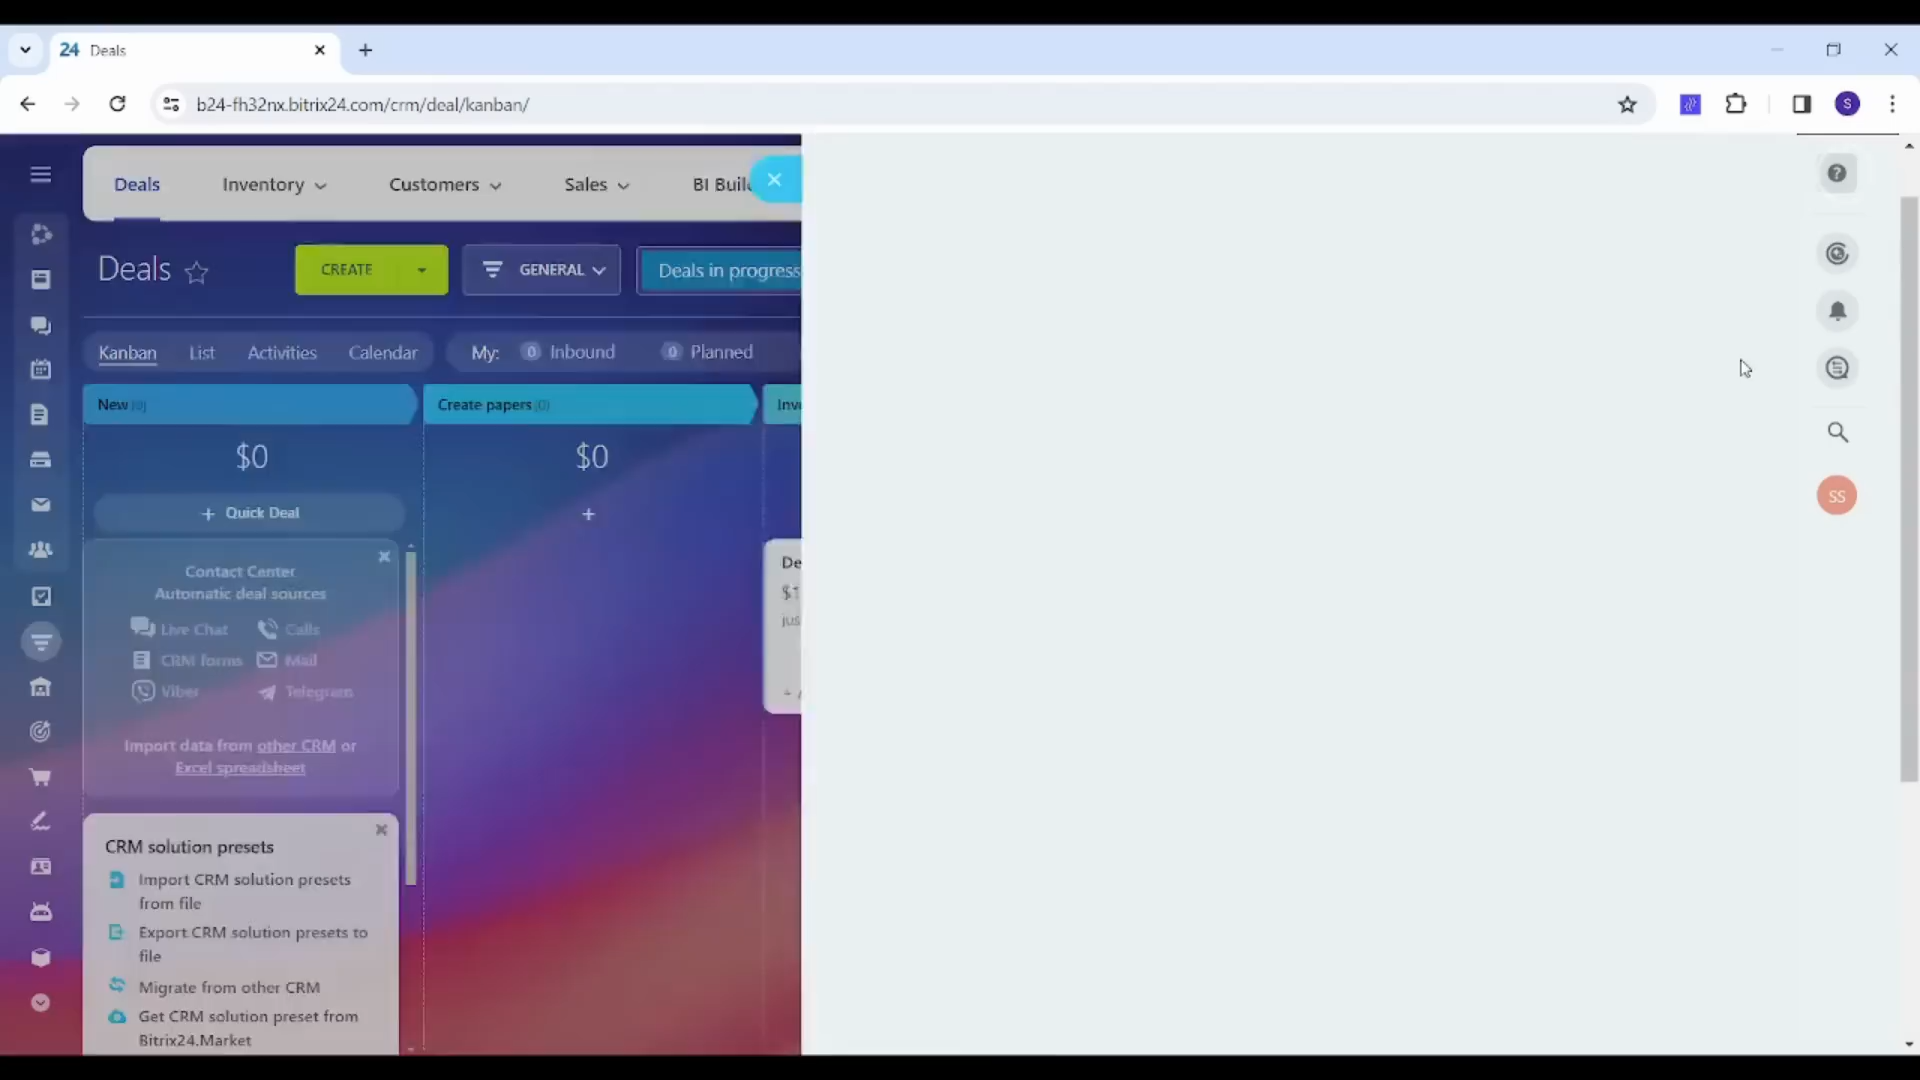 24 Deals
b24-fh32nx.bitrix24.com/crm/deal/kanban/
S
Deals Inventory Customers Sales BI Buil
Deals CREATE GENERAL Deals in progress
Kanban List Activities Calendar My: 0 Inbound 0 Planned
New (0) Create papers (0) Inv
$0 $0
+ Quick Deal +
Contact Center
Automatic deal sources
Live Chat Calls
CRM forms Mail
Viber Telegram
Import data from other CRM or
Excel spreadsheet
De
$1
jus
+
SS
CRM solution presets
Import CRM solution presets
from file
Export CRM solution presets to
file
Migrate from other CRM
Get CRM solution preset from
Bitrix24.Market